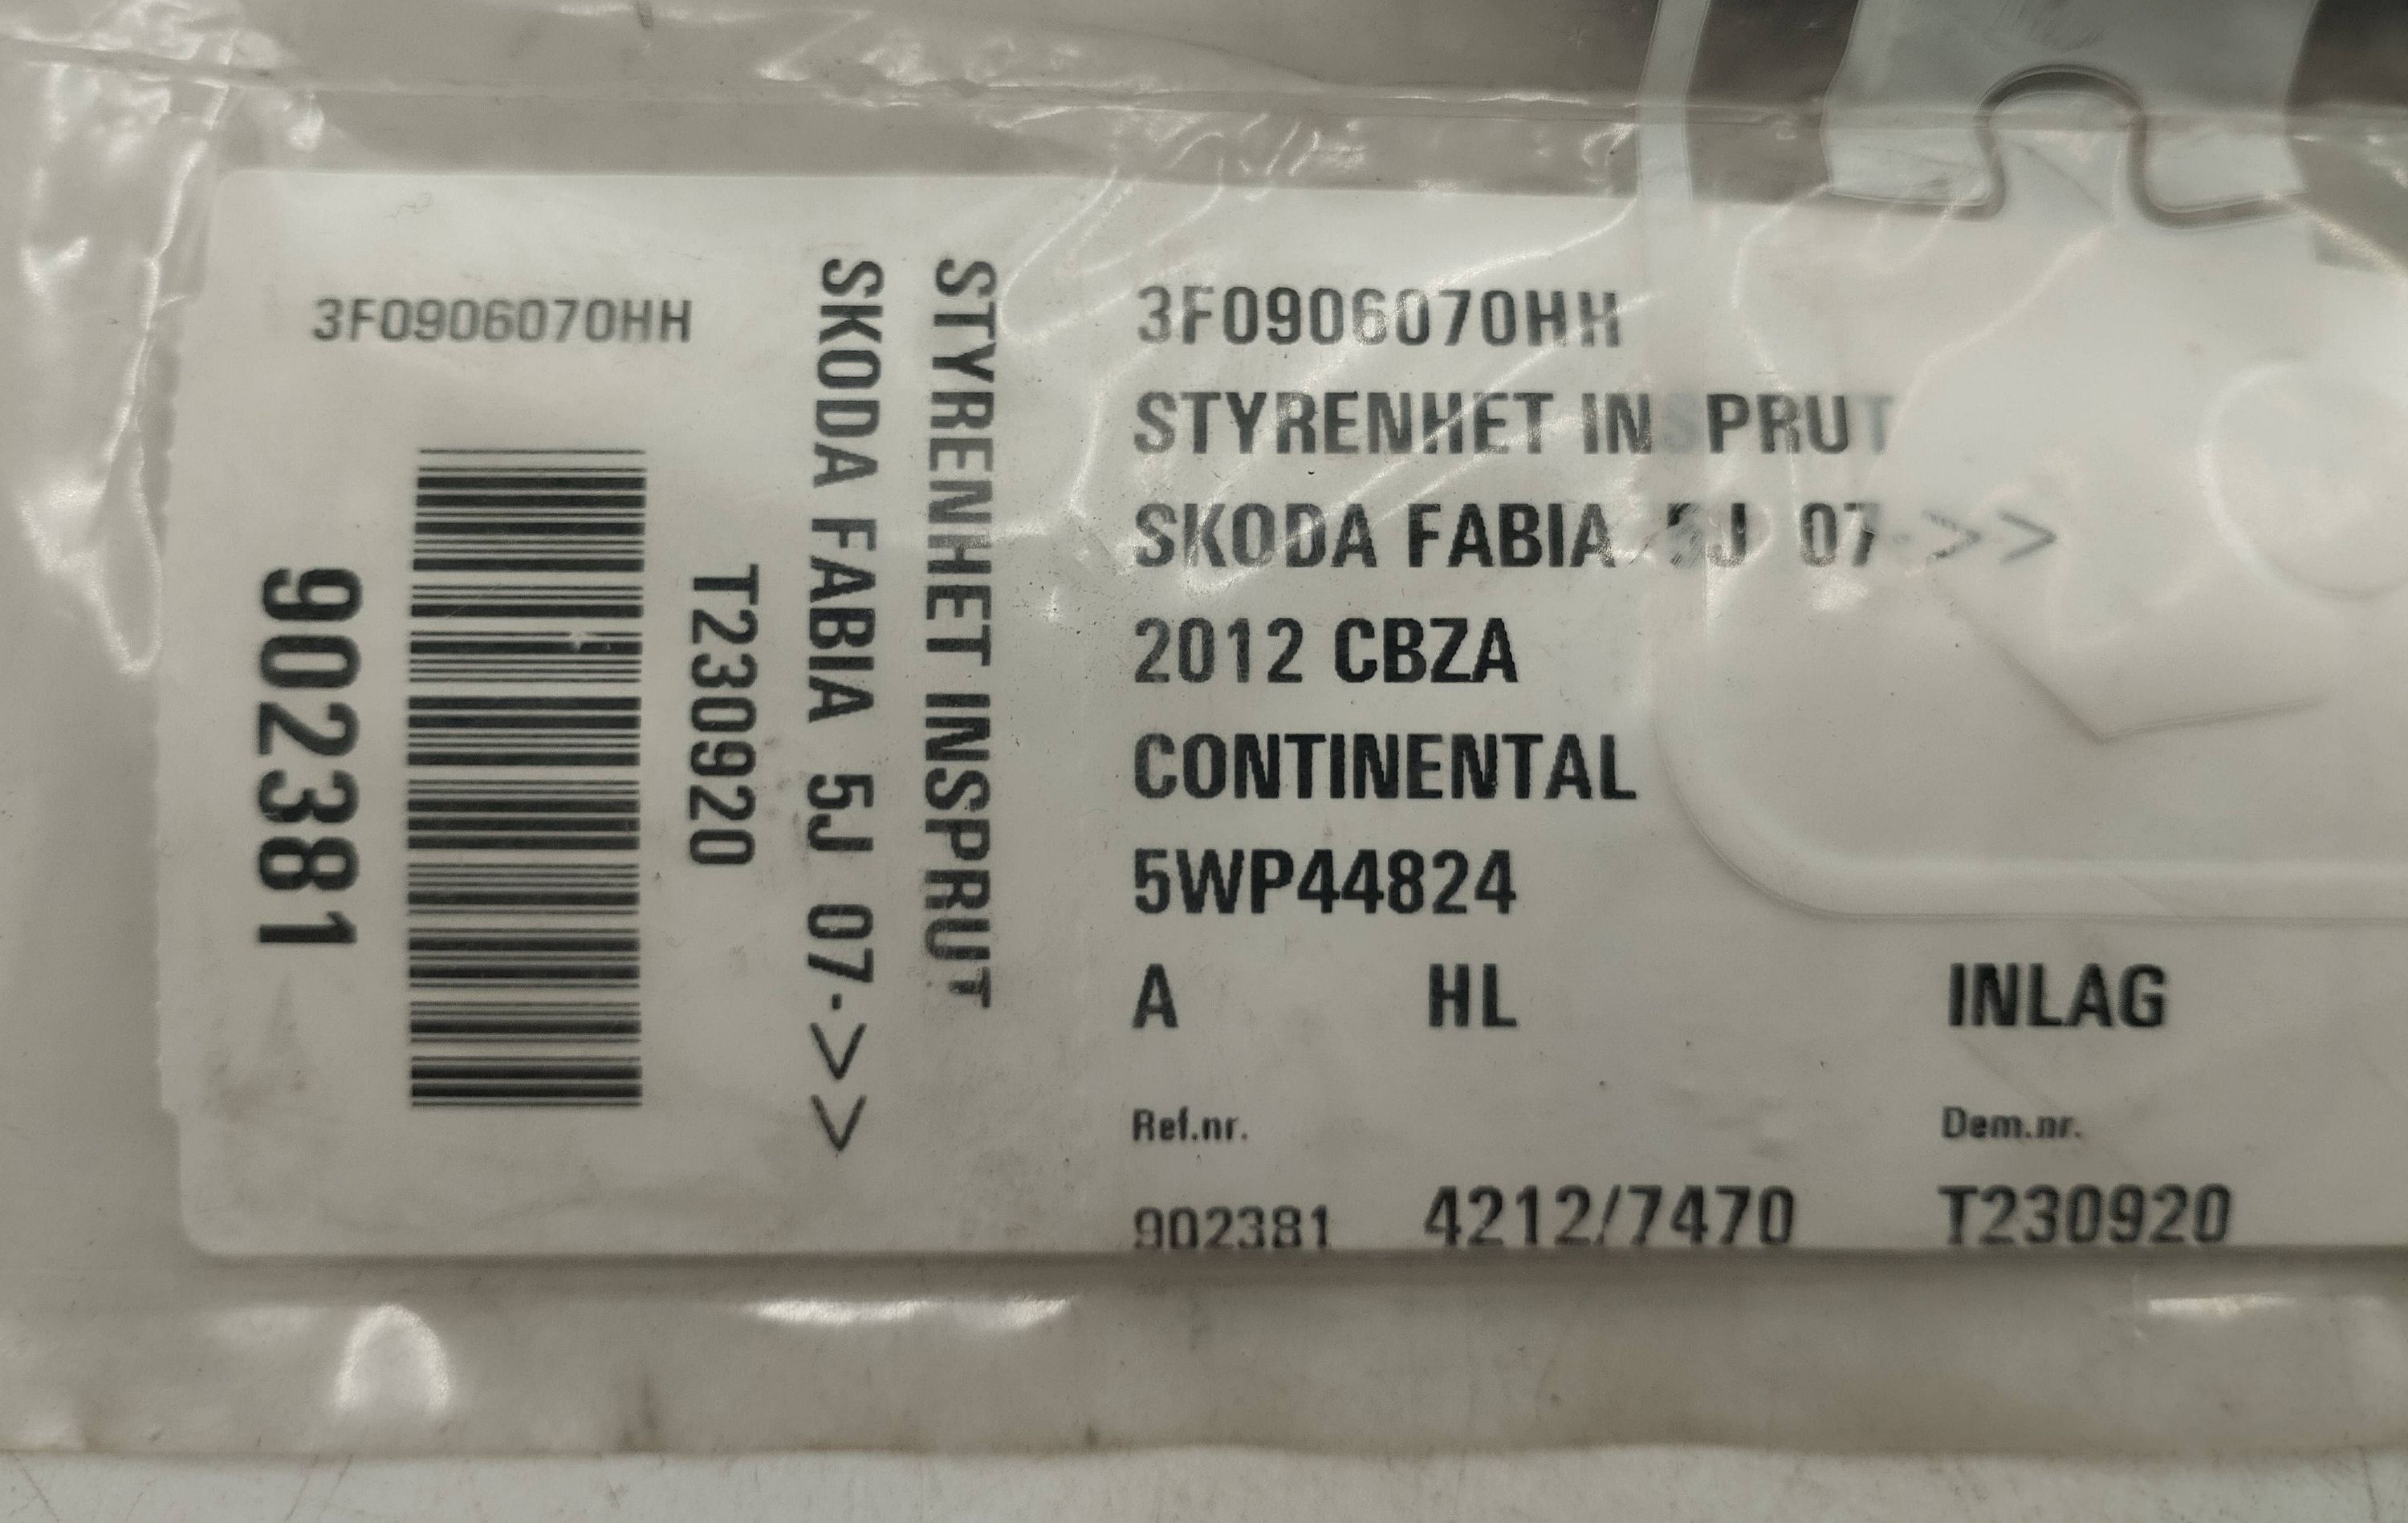 3F0906070HH
902381
T230920
SKODA FABIA 5J 07->>
STYRENHET INSPRUT
3F0906070HH
STYRENHET INSPRUT
SKODA FABIA 5J 07->>
2012 CBZA
CONTINENTAL
5WP44824
A HL INLAG
Ref.nr. Dem.nr.
902381 4212/7470 T230920